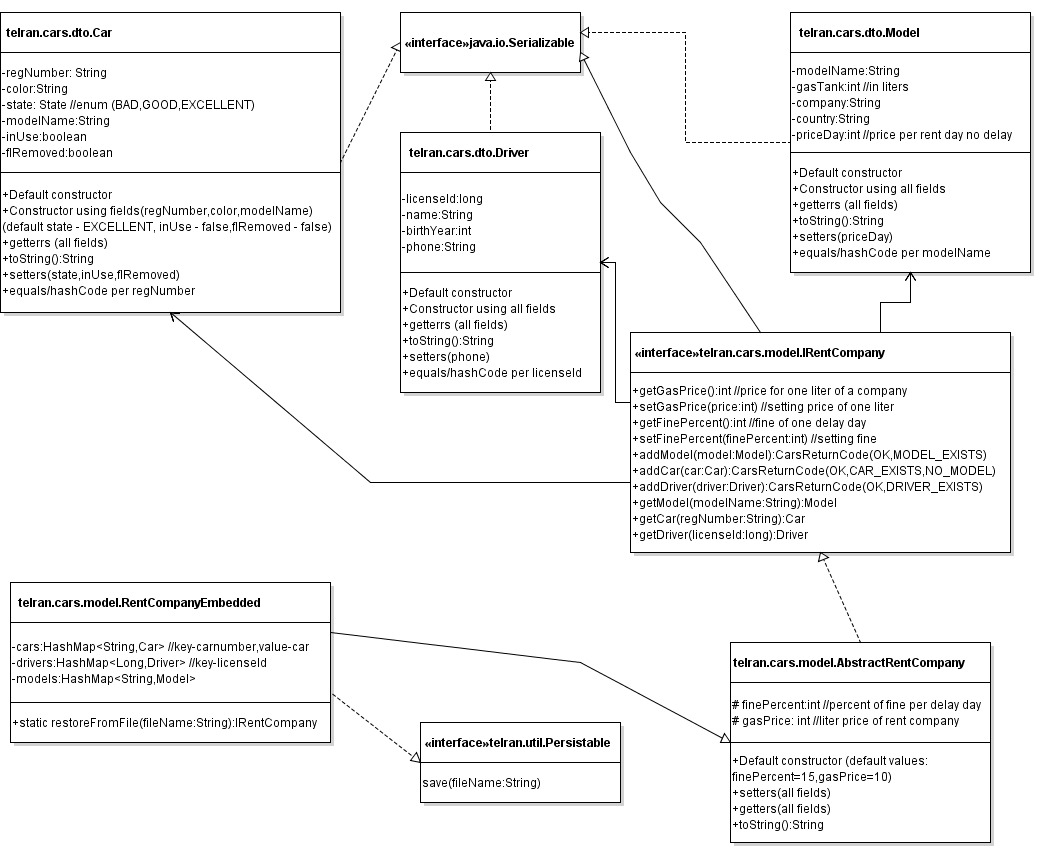 telran.cars.dto.Car
-regNumber: String
-color:String
-state: State //enum (BAD,GOOD,EXCELLENT)
-modelName:String
-inUse:boolean
-flRemoved:boolean
+Default constructor
+Constructor using fields(regNumber,color,modelName)
(default state - EXCELLENT, inUse - false,flRemoved - false)
+getterrs (all fields)
+toString():String
+setters(state,inUse,flRemoved)
+equals/hashCode per regNumber
«interface»java.io.Serializable
telran.cars.dto.Model
-modelName:String
-gasTank:int //in liters
-company:String
-country:String
-priceDay:int //price per rent day no delay
+Default constructor
+Constructor using all fields
+getterrs (all fields)
+toString():String
+setters(priceDay)
+equals/hashCode per modelName
telran.cars.dto.Driver
-licenseId:long
-name:String
-birthYear:int
-phone:String
+Default constructor
+Constructor using all fields
+getterrs (all fields)
+toString():String
+setters(phone)
+equals/hashCode per licenseId
«interface»telran.cars.model.IRentCompany
+getGasPrice():int //price for one liter of a company
+setGasPrice(price:int) //setting price of one liter
+getFinePercent():int //fine of one delay day
+setFinePercent(finePercent:int) //setting fine
+addModel(model:Model):CarsReturnCode(OK,MODEL_EXISTS)
+addCar(car:Car):CarsReturnCode(OK,CAR_EXISTS,NO_MODEL)
+addDriver(driver:Driver):CarsReturnCode(OK,DRIVER_EXISTS)
+getModel(modelName:String):Model
+getCar(regNumber:String):Car
+getDriver(licenseId:long):Driver
telran.cars.model.RentCompanyEmbedded
-cars:HashMap<String,Car> //key-carnumber,value-car
-drivers:HashMap<Long,Driver> //key-licenseId
-models:HashMap<String,Model>
+static restoreFromFile(fileName:String):IRentCompany
«interface»telran.util.Persistable
save(fileName:String)
telran.cars.model.AbstractRentCompany
# finePercent:int //percent of fine per delay day
# gasPrice: int //liter price of rent company
+Default constructor (default values:
finePercent=15,gasPrice=10)
+setters(all fields)
+getters(all fields)
+toString():String